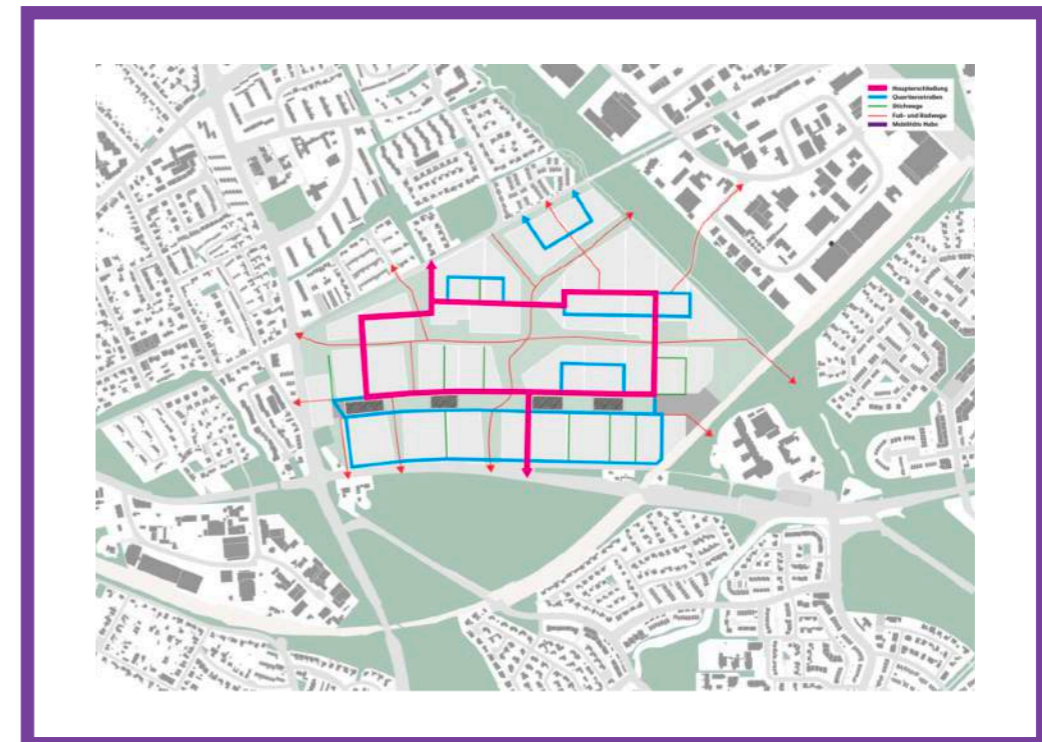 Haupterschließung
Quartiersstraßen
Stichwege
Fuß- und Radwege
Mobilitäts Hubs